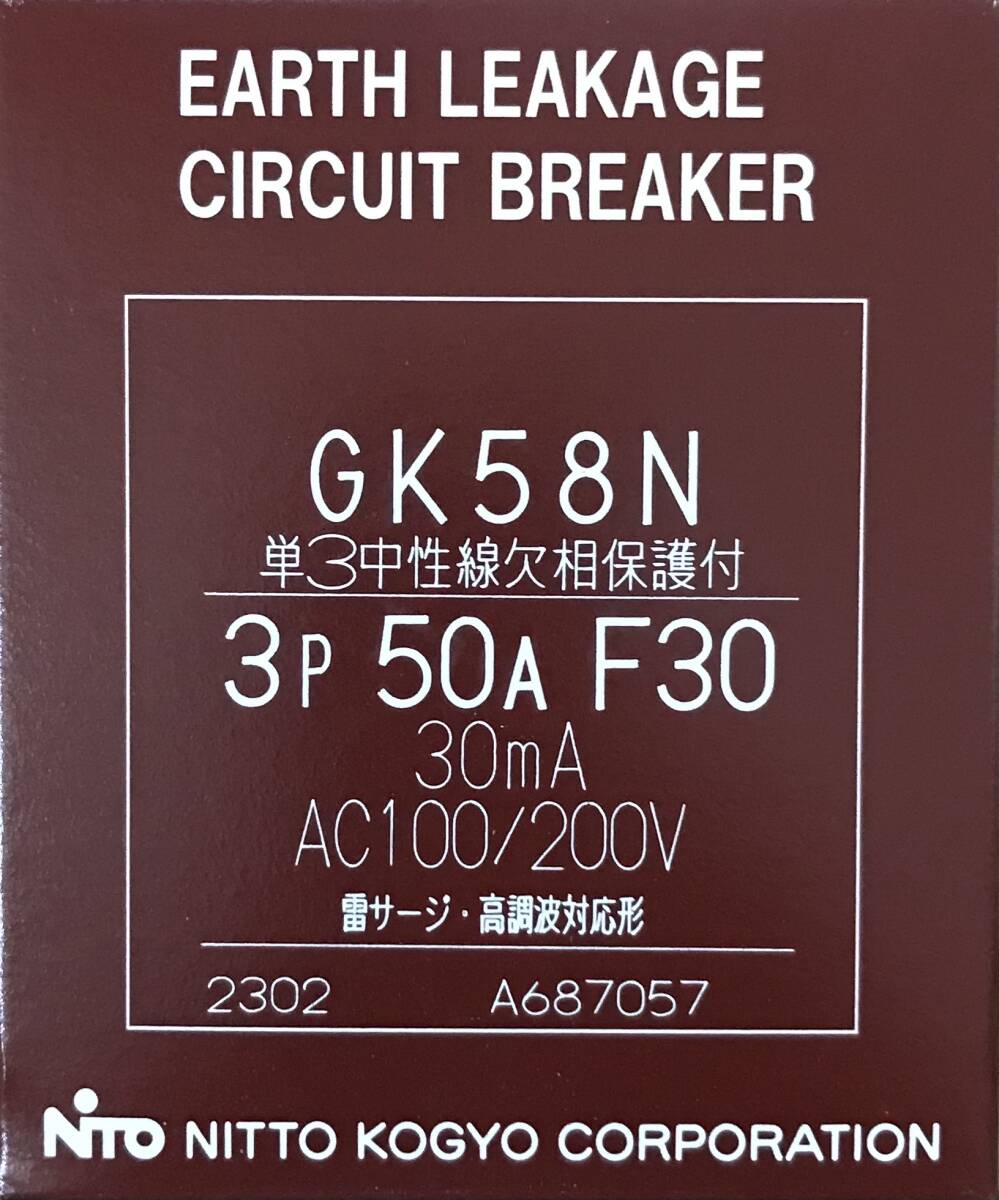 EARTH LEAKAGE
CIRCUIT BREAKER
GK58N
単3中性線欠相保護付
3P 50A F30
30mA
AC100/200V
雷サージ・高調波対応形
2302 A687057
NITO NITTO KOGYO CORPORATION